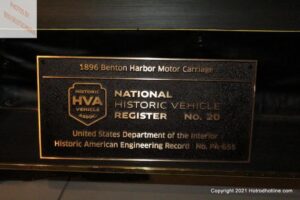 1896 Benton Harbor Motor Carriage
HISTORIC
HVA
VEHICLE
NATIONAL
HISTORIC VEHICLE
REGISTER No. 20
United States Department of the Interior
Historic American Engineering Record No. PA-655
Copyright 2021 Hotrodhotline.com